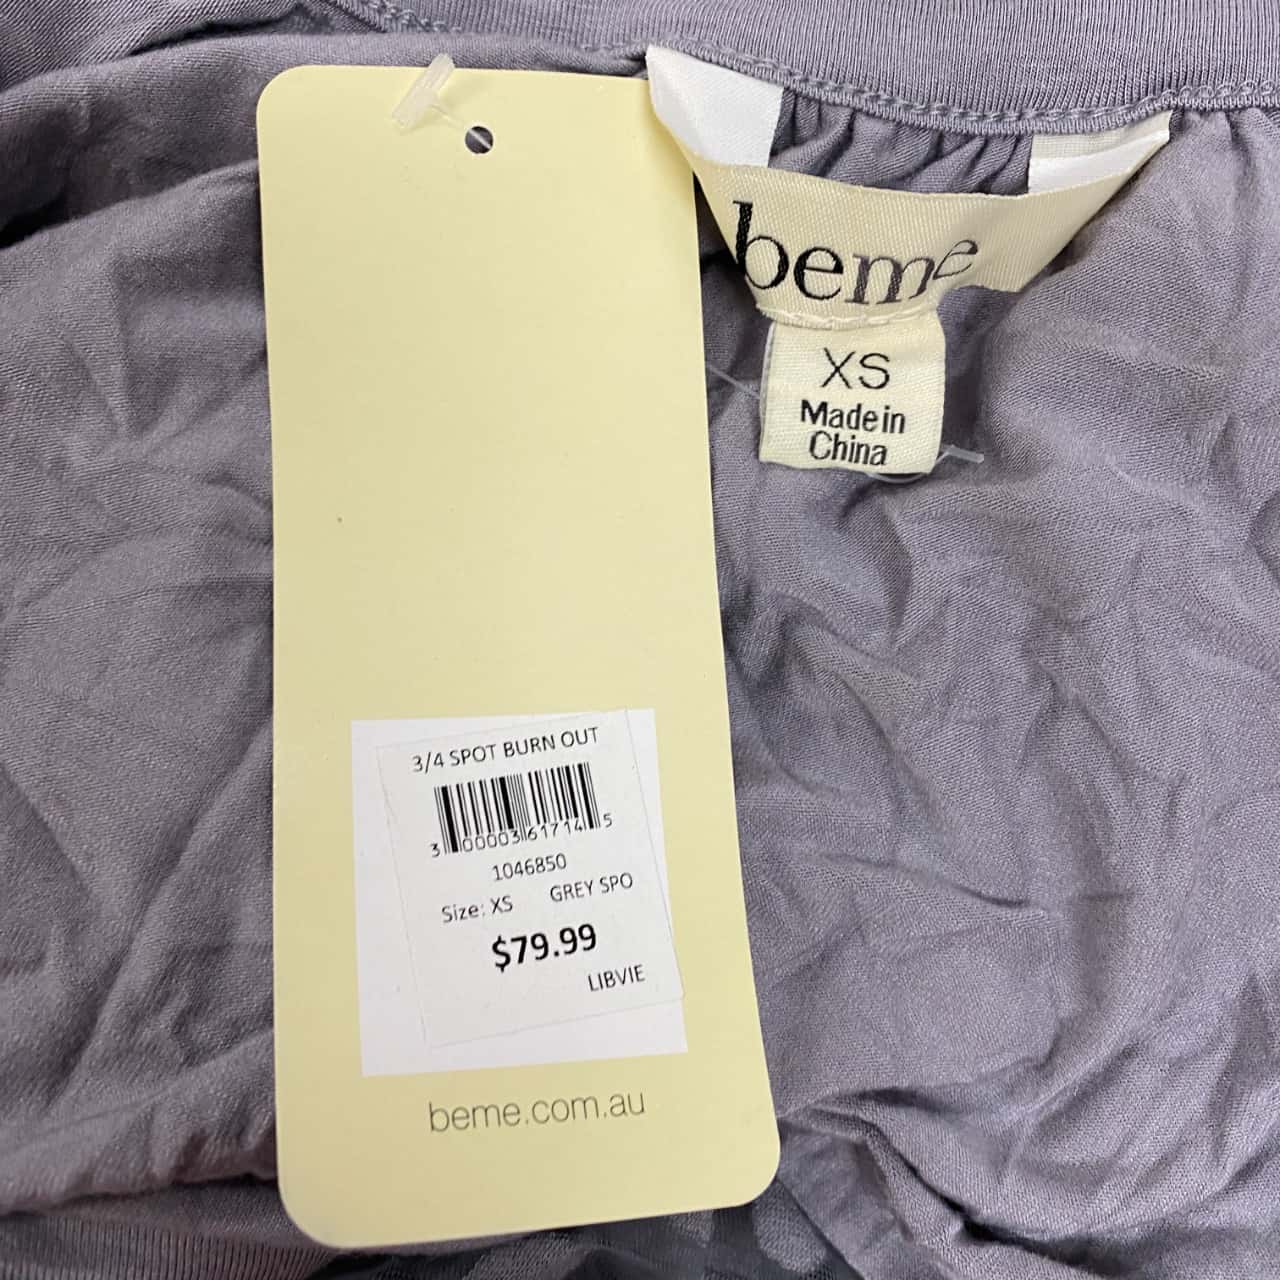 beme
XS
Made in
China
3/4 SPOT BURN OUT
3 000003 61714 5
1046850
Size: XS GREY SPO
$79.99
LIBVIE
beme.com.au